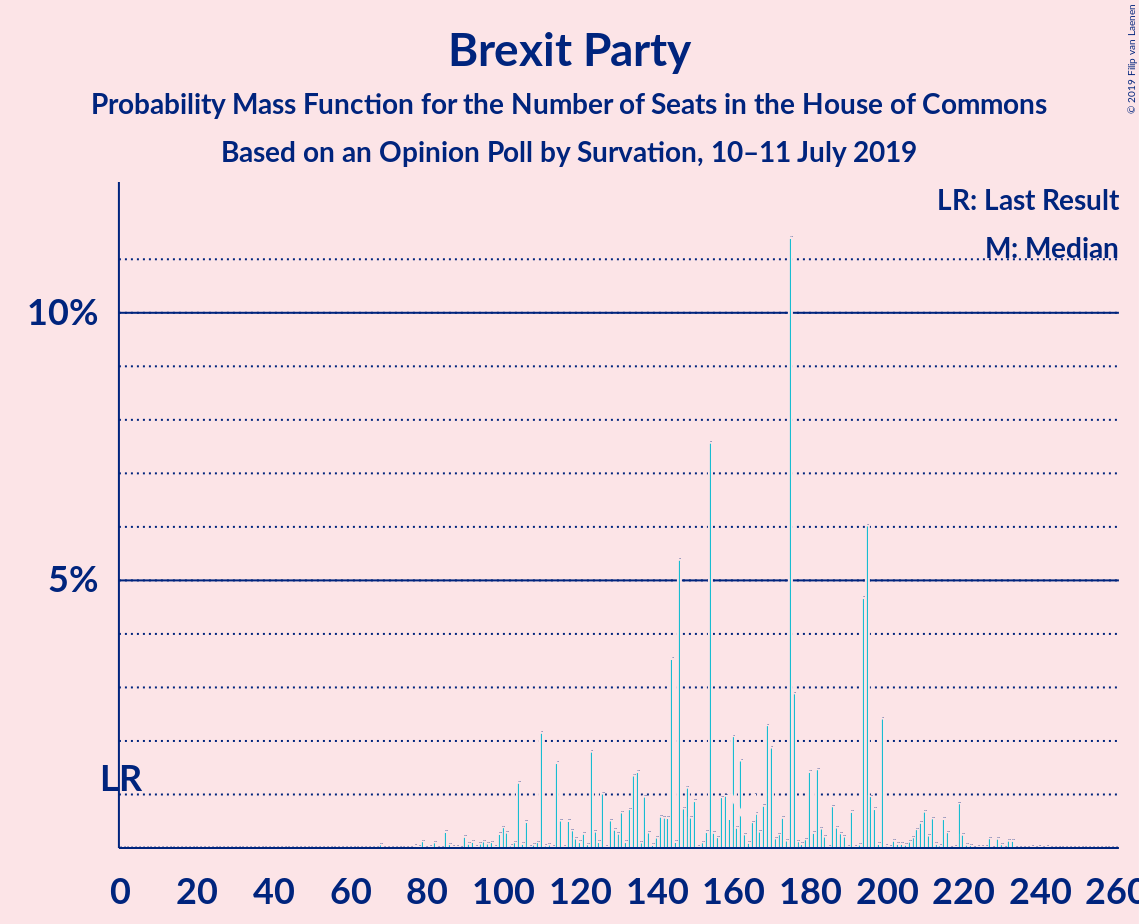 Brexit Party
Probability Mass Function for the Number of Seats in the House of Commons
Based on an Opinion Poll by Survation, 10–11 July 2019
© 2019 Filip van Laenen
LR: Last Result
M: Median
10%
5%
LR
0 20 40 60 80 100 120 140 160 180 200 220 240 260